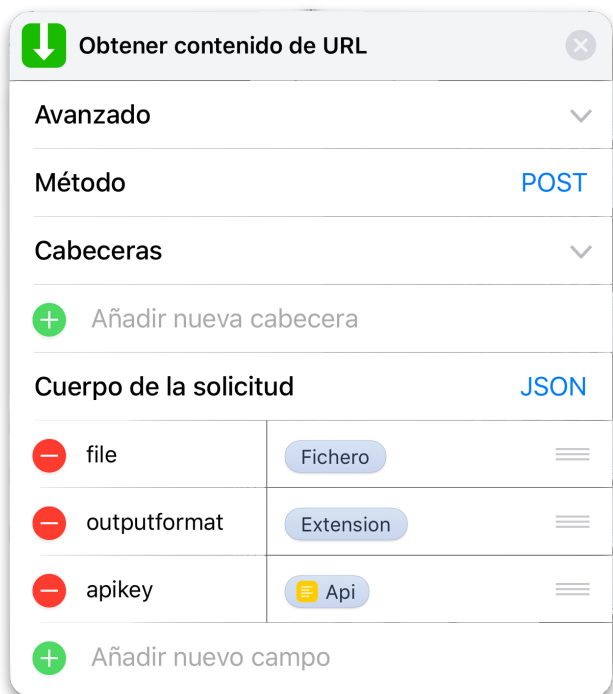 Obtener contenido de URL
Avanzado
Método POST
Cabeceras
Añadir nueva cabecera
Cuerpo de la solicitud JSON
file Fichero
outputformat Extension
apikey Api
Añadir nuevo campo